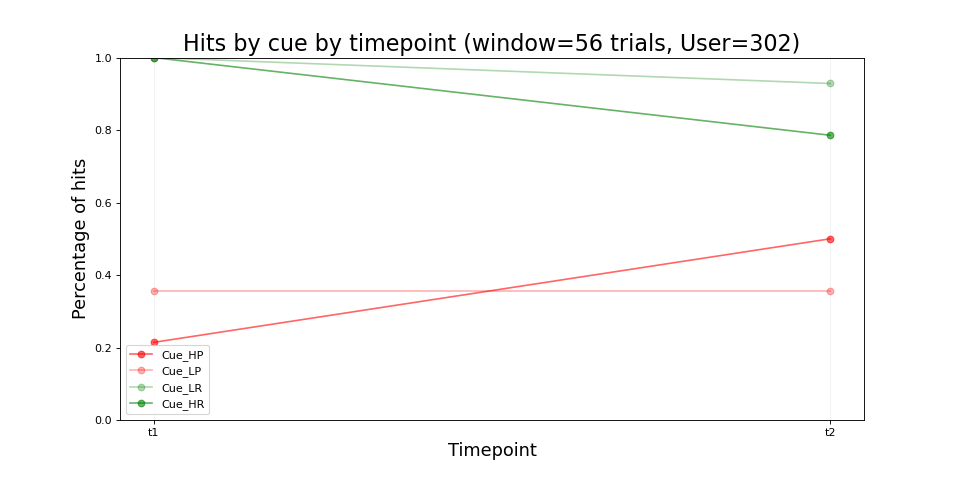 Hits by cue by timepoint (window=56 trials, User=302)
Percentage of hits
1.0
0.8
0.6
0.4
0.2
0.0
Cue_HP
Cue_LP
Cue_LR
Cue_HR
t1
t2
Timepoint